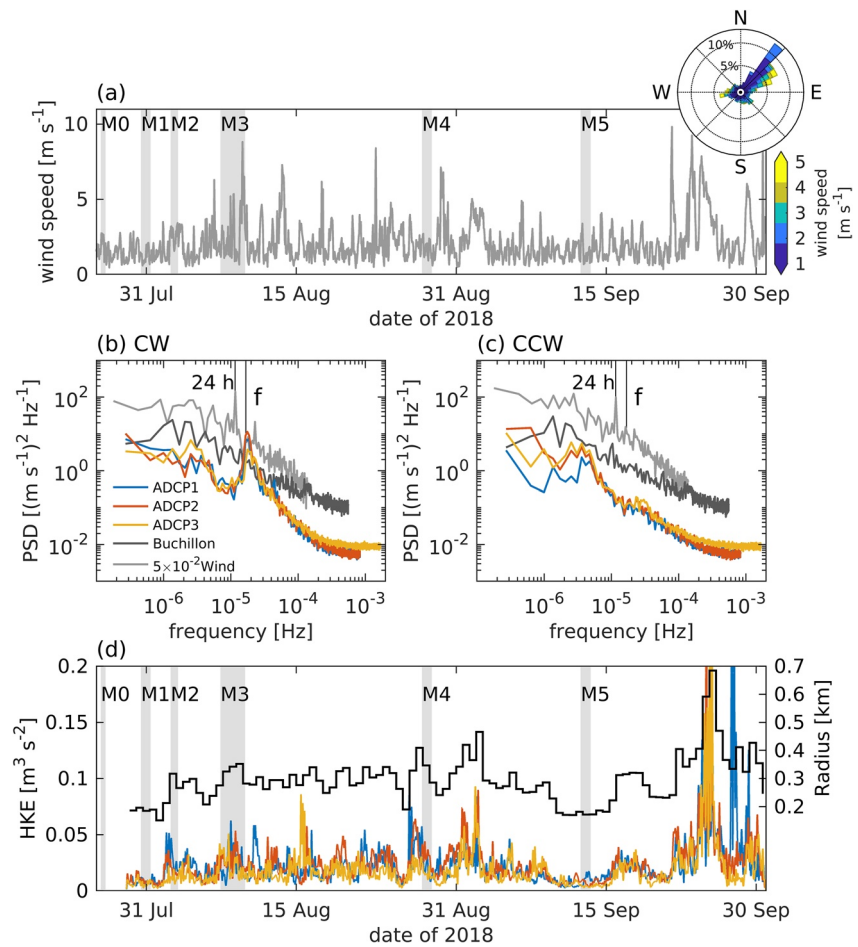 N
10%
5%
W
E
S
(a)
M0
M1
M2
M3
M4
M5
10
5
0
wind speed [m s⁻¹]
31 Jul
15 Aug
31 Aug
15 Sep
30 Sep
date of 2018
5
4
3
2
1
wind speed
[m s⁻¹]
(b) CW
24 h
f
10²
10⁰
10⁻²
PSD [(m s⁻¹)² Hz⁻¹]
ADCP1
ADCP2
ADCP3
Buchillon
5×10⁻²Wind
10⁻⁶
10⁻⁵
10⁻⁴
10⁻³
frequency [Hz]
(c) CCW
24 h
f
10²
10⁰
10⁻²
PSD [(m s⁻¹)² Hz⁻¹]
10⁻⁶
10⁻⁵
10⁻⁴
10⁻³
frequency [Hz]
(d)
M0
M1
M2
M3
M4
M5
0.2
0.15
0.1
0.05
0
HKE [m³ s⁻²]
0.7
0.6
0.5
0.4
0.3
0.2
Radius [km]
31 Jul
15 Aug
31 Aug
15 Sep
30 Sep
date of 2018